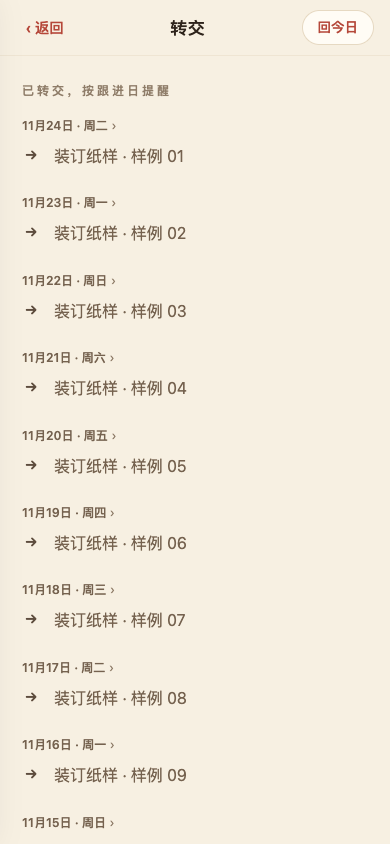 ‹ 返回
转交
回今日
已转交，按跟进日提醒
11月24日 · 周二 ›
→ 装订纸样 · 样例 01
11月23日 · 周一 ›
→ 装订纸样 · 样例 02
11月22日 · 周日 ›
→ 装订纸样 · 样例 03
11月21日 · 周六 ›
→ 装订纸样 · 样例 04
11月20日 · 周五 ›
→ 装订纸样 · 样例 05
11月19日 · 周四 ›
→ 装订纸样 · 样例 06
11月18日 · 周三 ›
→ 装订纸样 · 样例 07
11月17日 · 周二 ›
→ 装订纸样 · 样例 08
11月16日 · 周一 ›
→ 装订纸样 · 样例 09
11月15日 · 周日 ›